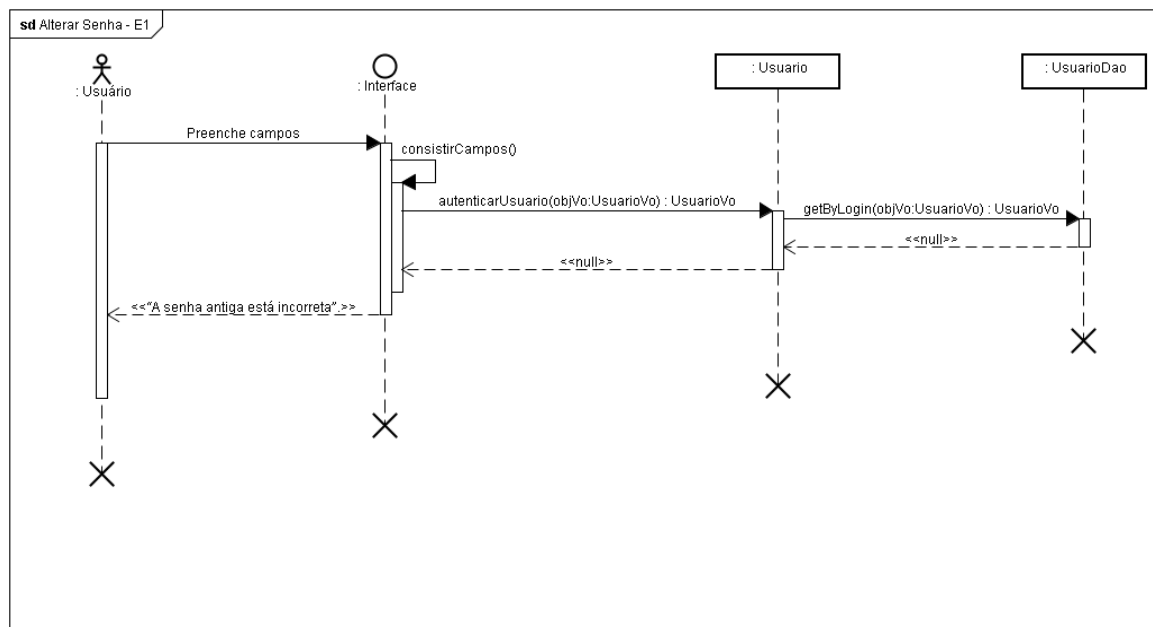 sd Alterar Senha - E1
: Usuário
: Interface
: Usuario
: UsuarioDao
Preenche campos
consistirCampos()
autenticarUsuario(objVo:UsuarioVo) : UsuarioVo
getByLogin(objVo:UsuarioVo) : UsuarioVo
<<null>>
<<null>>
<<"A senha antiga está incorreta".>>